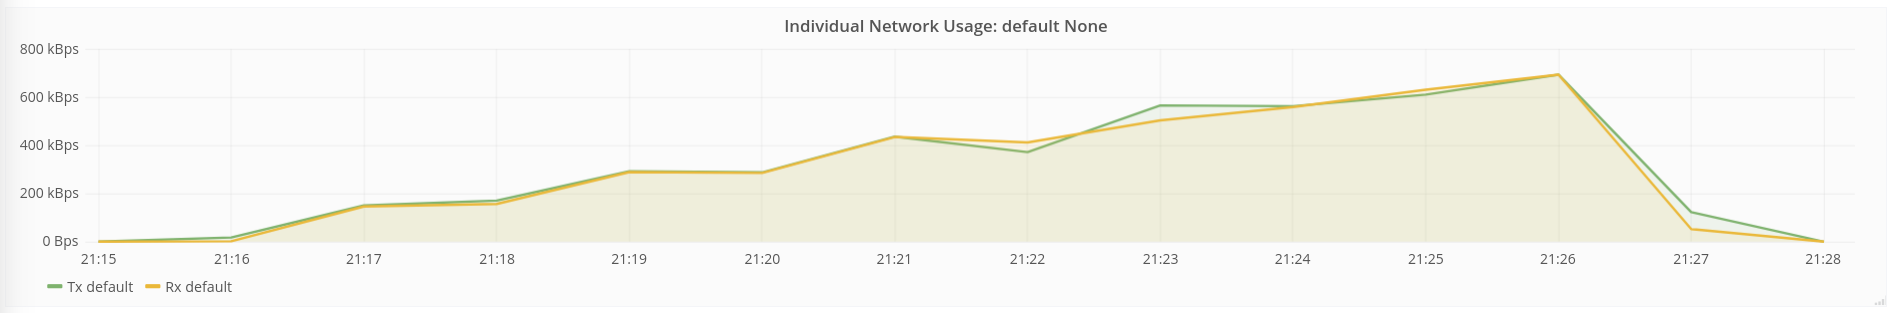 Individual Network Usage: default None
800 kBps
600 kBps
400 kBps
200 kBps
0 Bps
21:15 21:16 21:17 21:18 21:19 21:20 21:21 21:22 21:23 21:24 21:25 21:26 21:27 21:28
Tx default Rx default